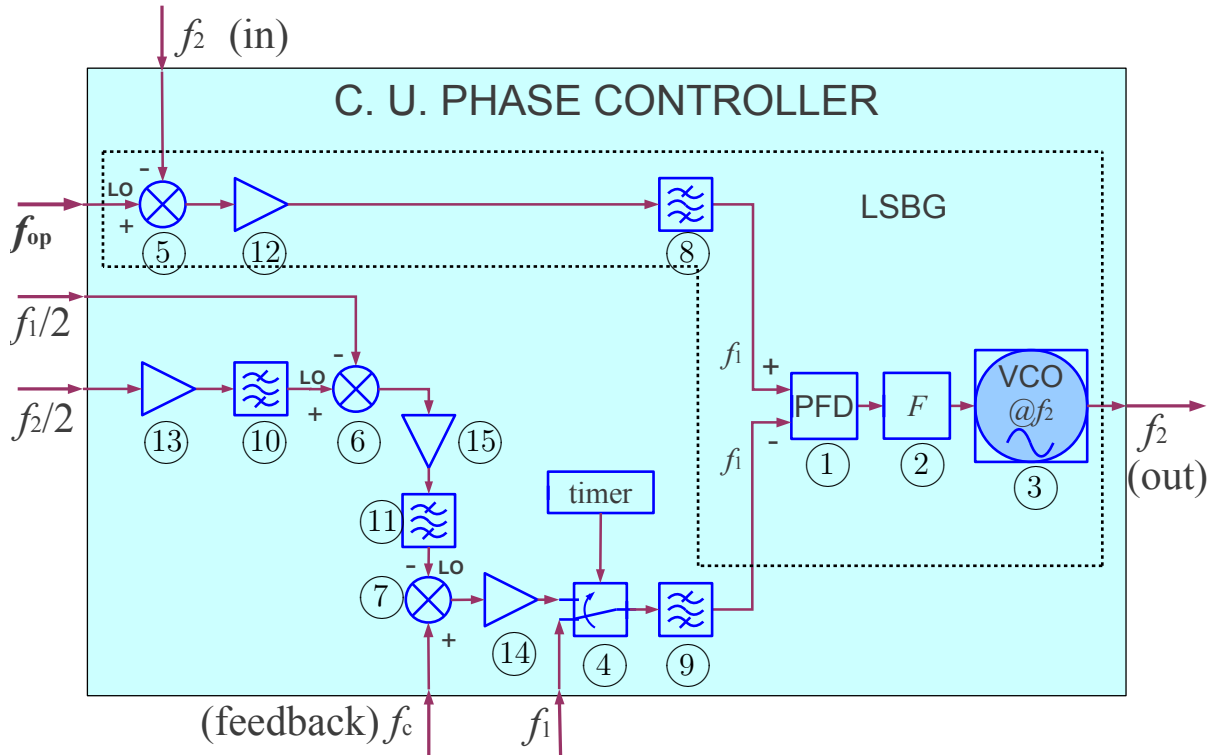 f2 (in)
C. U. PHASE CONTROLLER
-
LO
+
fop
5
12
8
LSBG
f1/2
-
f2/2
LO
+
13
10
6
15
f1
+
-
f1
PFD
F
VCO
@f2
1
2
3
f2
(out)
timer
11
- LO
7
+
14
4
9
(feedback) fc
f1